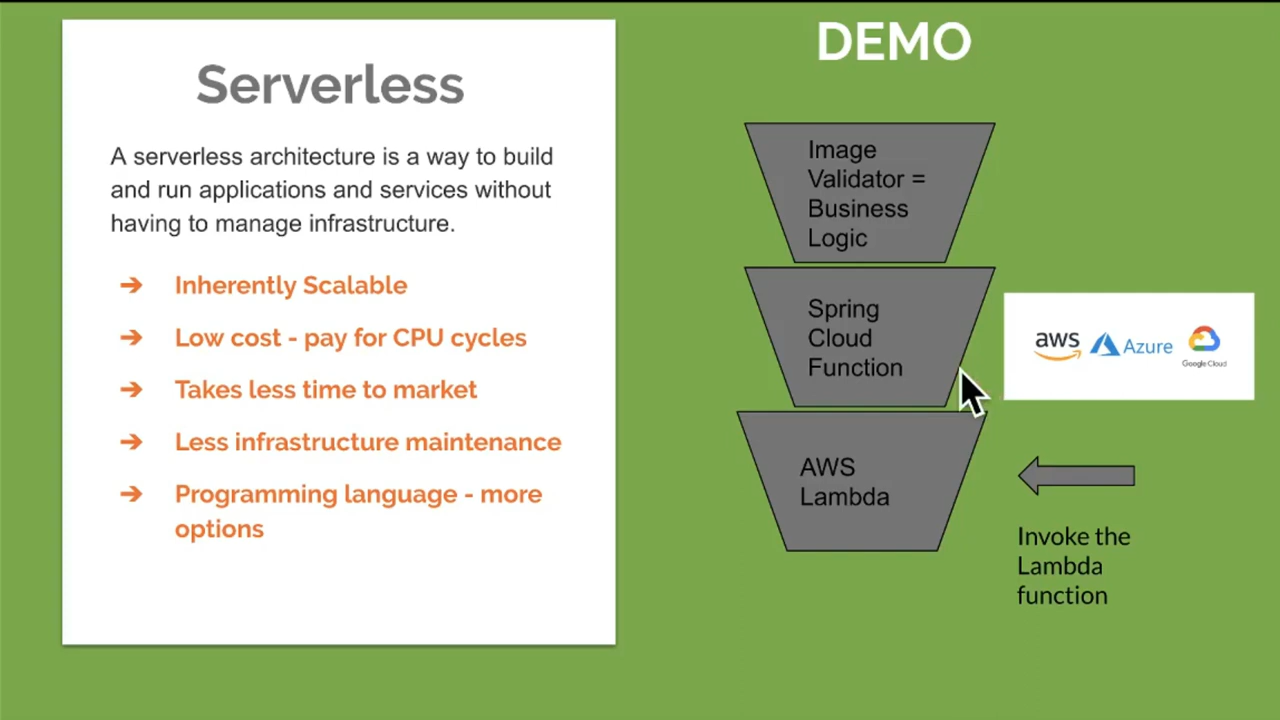 Serverless
A serverless architecture is a way to build
and run applications and services without
having to manage infrastructure.
➔ Inherently Scalable
➔ Low cost - pay for CPU cycles
➔ Takes less time to market
➔ Less infrastructure maintenance
➔ Programming language - more
options
DEMO
Image
Validator =
Business
Logic
Spring
Cloud
Function
aws Azure Google Cloud
AWS
Lambda
Invoke the
Lambda
function